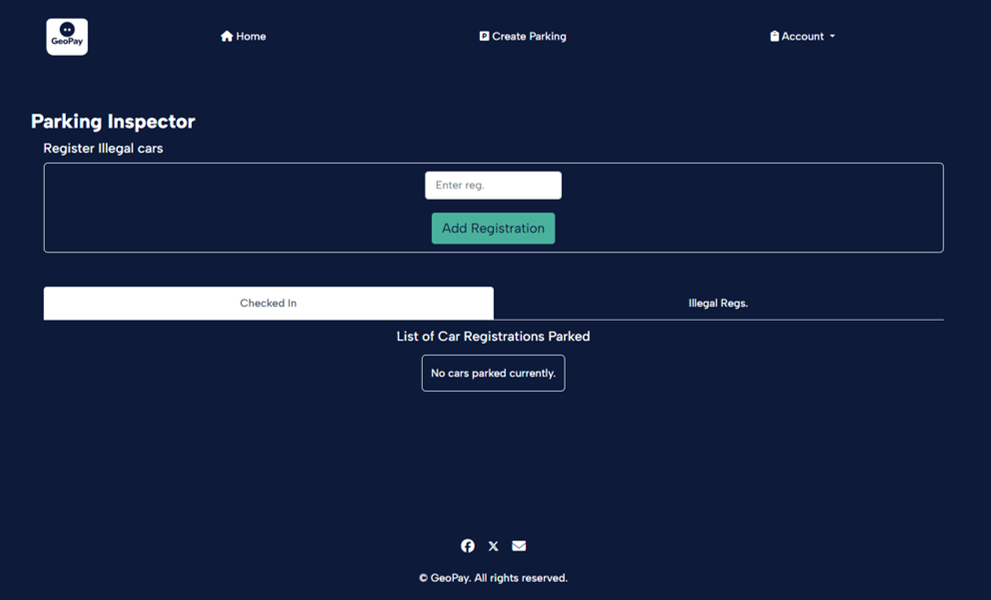 GeoPay
Home
Create Parking
Account
Parking Inspector
Register Illegal cars
Enter reg.
Add Registration
Checked In
Illegal Regs.
List of Car Registrations Parked
No cars parked currently.
© GeoPay. All rights reserved.